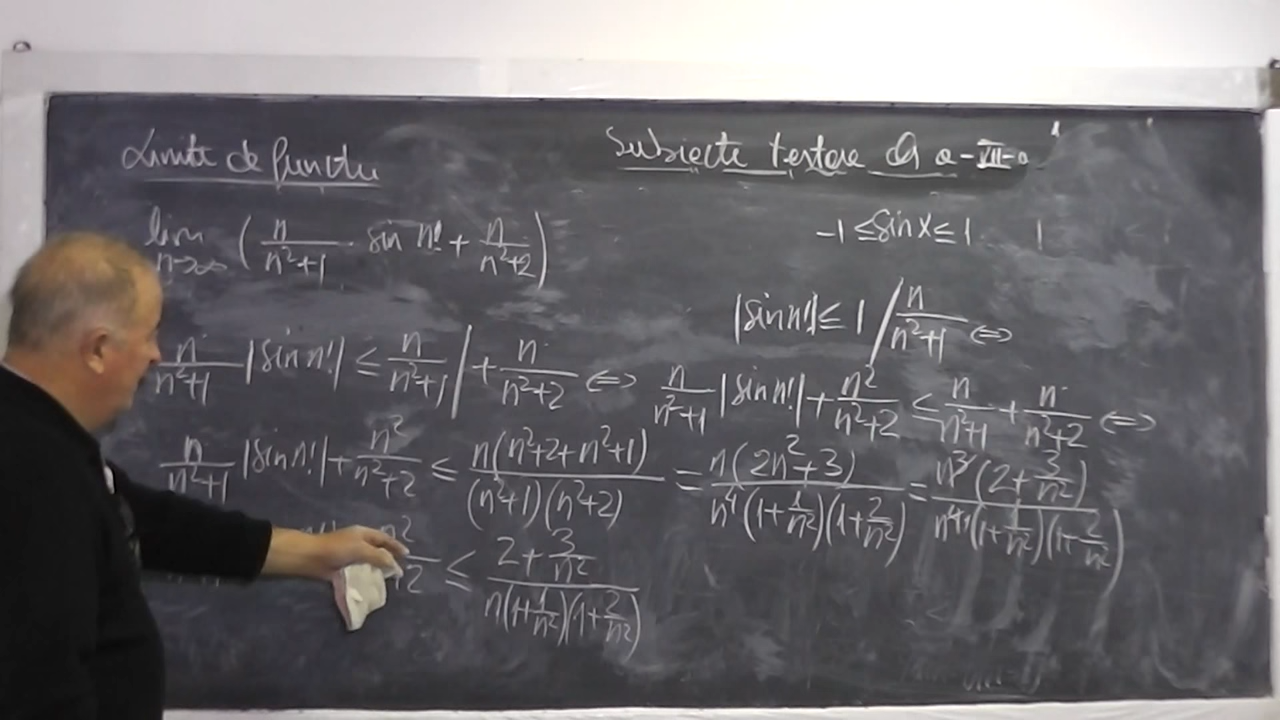 Limite de funcții
Subiecte testare cls a-VII-a
lim n→∞ ( n/(n²+1) · sin n! + n/(n²+2) )
-1 ≤ sin x ≤ 1
|sin n!| ≤ 1 / n/(n²+1) ⇔
n/(n²+1) |sin n!| ≤ n/(n²+1) | + n/(n²+2) ⇔ n/(n²+1) |sin n!| + n²/(n²+2) ≤ n/(n²+1) + n/(n²+2) ⇔
n/(n²+1) |sin n!| + n²/(n²+2) ≤ n(n²+2+n²+1)/((n²+1)(n²+2)) = n(2n²+3)/(n⁴(1+1/n²)(1+2/n²)) = n³(2+3/n²)/(n⁴(1+1/n²)(1+2/n²))
≤ (2+3/n²)/(n(1+1/n²)(1+2/n²))